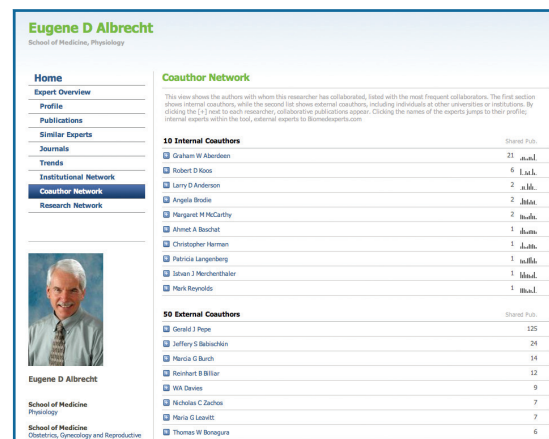 Eugene D Albrecht
School of Medicine, Physiology
Home
Expert Overview
Profile
Publications
Similar Experts
Journals
Trends
Institutional Network
Coauthor Network
Research Network
Eugene D Albrecht
School of Medicine
Physiology
School of Medicine
Obstetrics, Gynecology and Reproductive
Coauthor Network
This view shows the authors with whom this researcher has collaborated, listed with the most frequent collaborators. The first section
shows internal coauthors, while the second list shows external coauthors, including individuals at other universities or institutions. By
clicking the [+] next to each researcher, collaborative publications appear. Clicking the names of the experts jumps to their profile;
internal experts within the tool, external experts to Biomedexperts.com
10 Internal Coauthors Shared Pub.
Graham W Aberdeen 21
Robert D Koos 6
Larry D Anderson 2
Angela Brodie 2
Margaret M McCarthy 2
Ahmet A Baschat 1
Christopher Harman 1
Patricia Langenberg 1
Istvan J Merchenthaler 1
Mark Reynolds 1
50 External Coauthors Shared Pub.
Gerald J Pepe 125
Jeffery S Babischkin 24
Marcia G Burch 14
Reinhart B Billiar 12
WA Davies 9
Nicholas C Zachos 7
Maria G Leavitt 7
Thomas W Bonagura 6